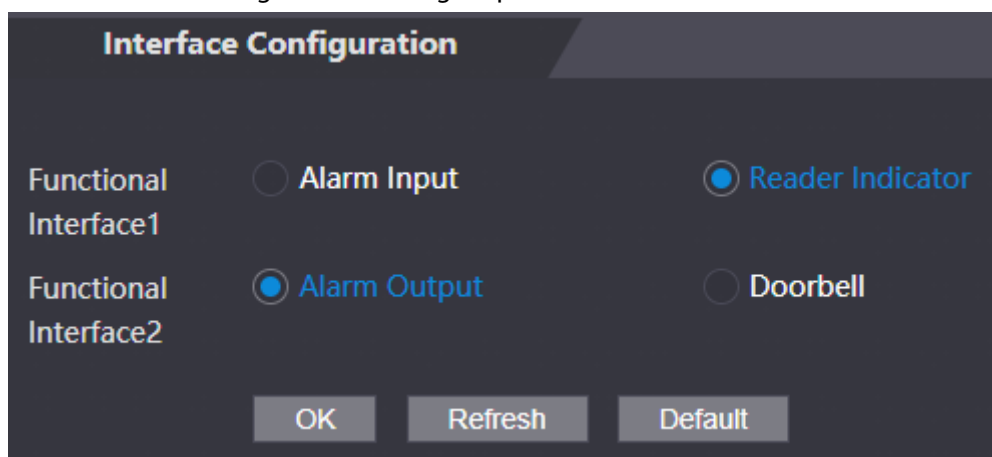 Interface Configuration
Functional Interface1 Alarm Input Reader Indicator
Functional Interface2 Alarm Output Doorbell
OK Refresh Default